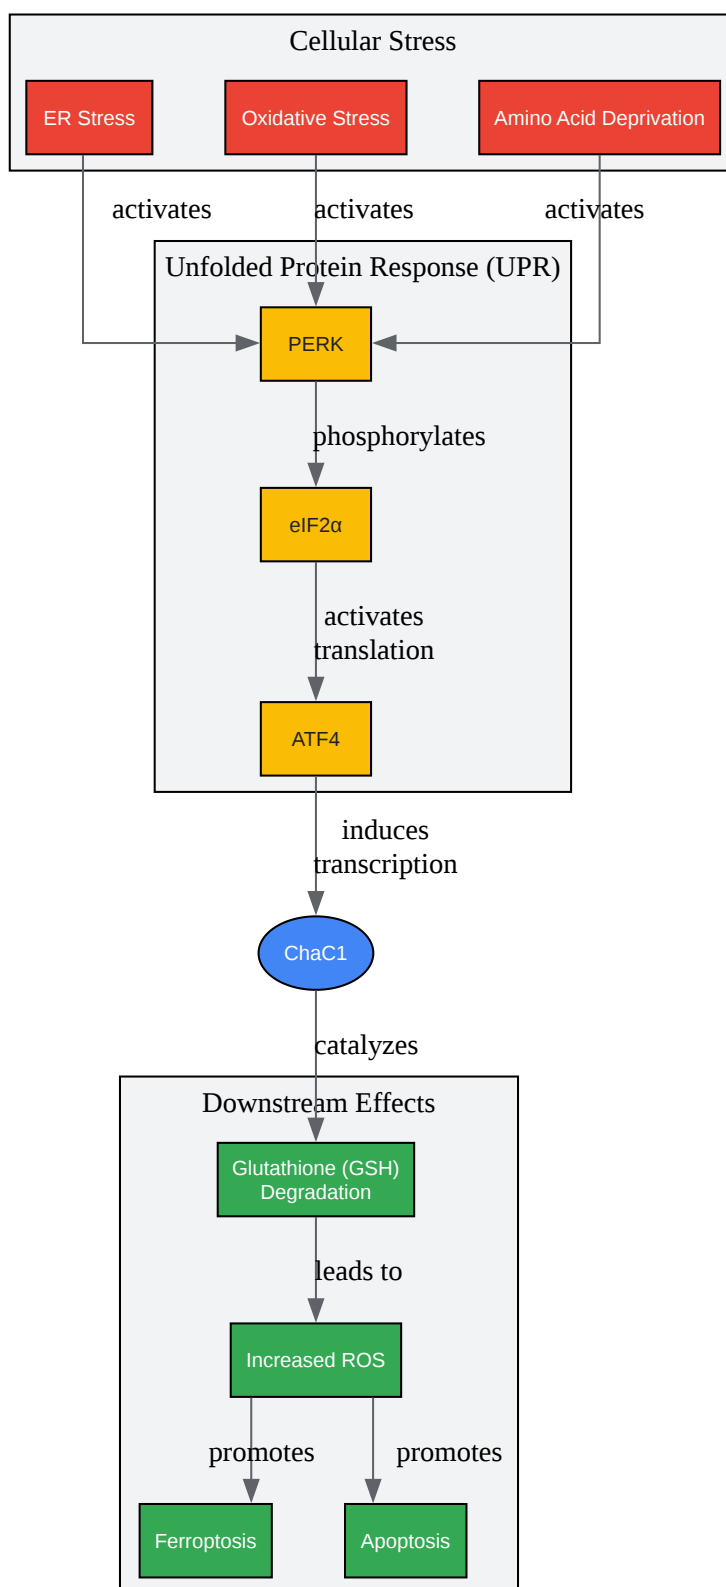 Cellular Stress
ER Stress
Oxidative Stress
Amino Acid Deprivation
activates
activates
activates
Unfolded Protein Response (UPR)
PERK
phosphorylates
eIF2α
activates
translation
ATF4
induces
transcription
ChaC1
catalyzes
Downstream Effects
Glutathione (GSH)
Degradation
leads to
Increased ROS
promotes
promotes
Ferroptosis
Apoptosis